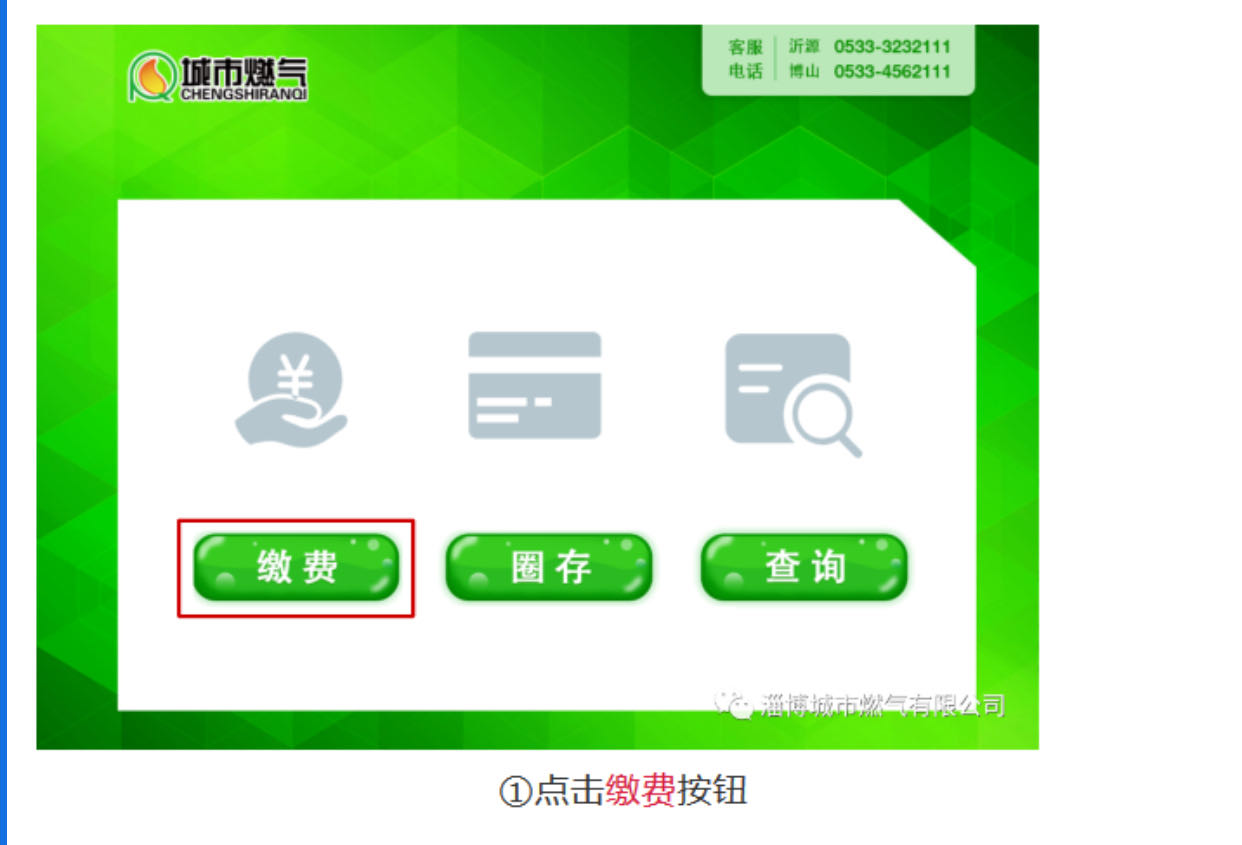 城市燃气
CHENGSHIRANQI
客服 沂源 0533-3232111
电话 博山 0533-4562111
¥
缴费 圈存 查询
淄博城市燃气有限公司
①点击缴费按钮